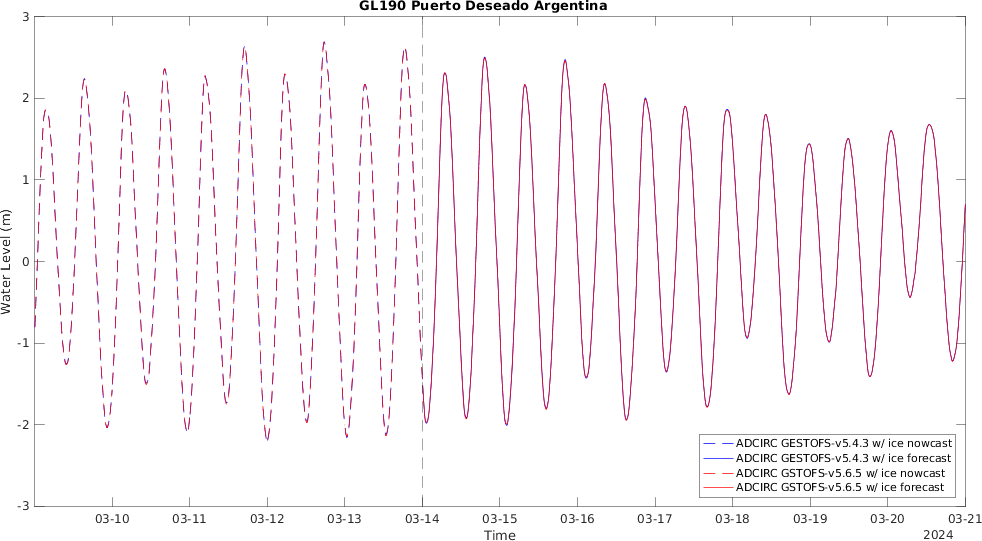 GL190 Puerto Deseado Argentina
Water Level (m)
3
2
1
0
-1
-2
-3
ADCIRC GESTOFS-v5.4.3 w/ ice nowcast
ADCIRC GESTOFS-v5.4.3 w/ ice forecast
ADCIRC GSTOFS-v5.6.5 w/ ice nowcast
ADCIRC GSTOFS-v5.6.5 w/ ice forecast
03-10 03-11 03-12 03-13 03-14 03-15 03-16 03-17 03-18 03-19 03-20 03-21
Time
2024